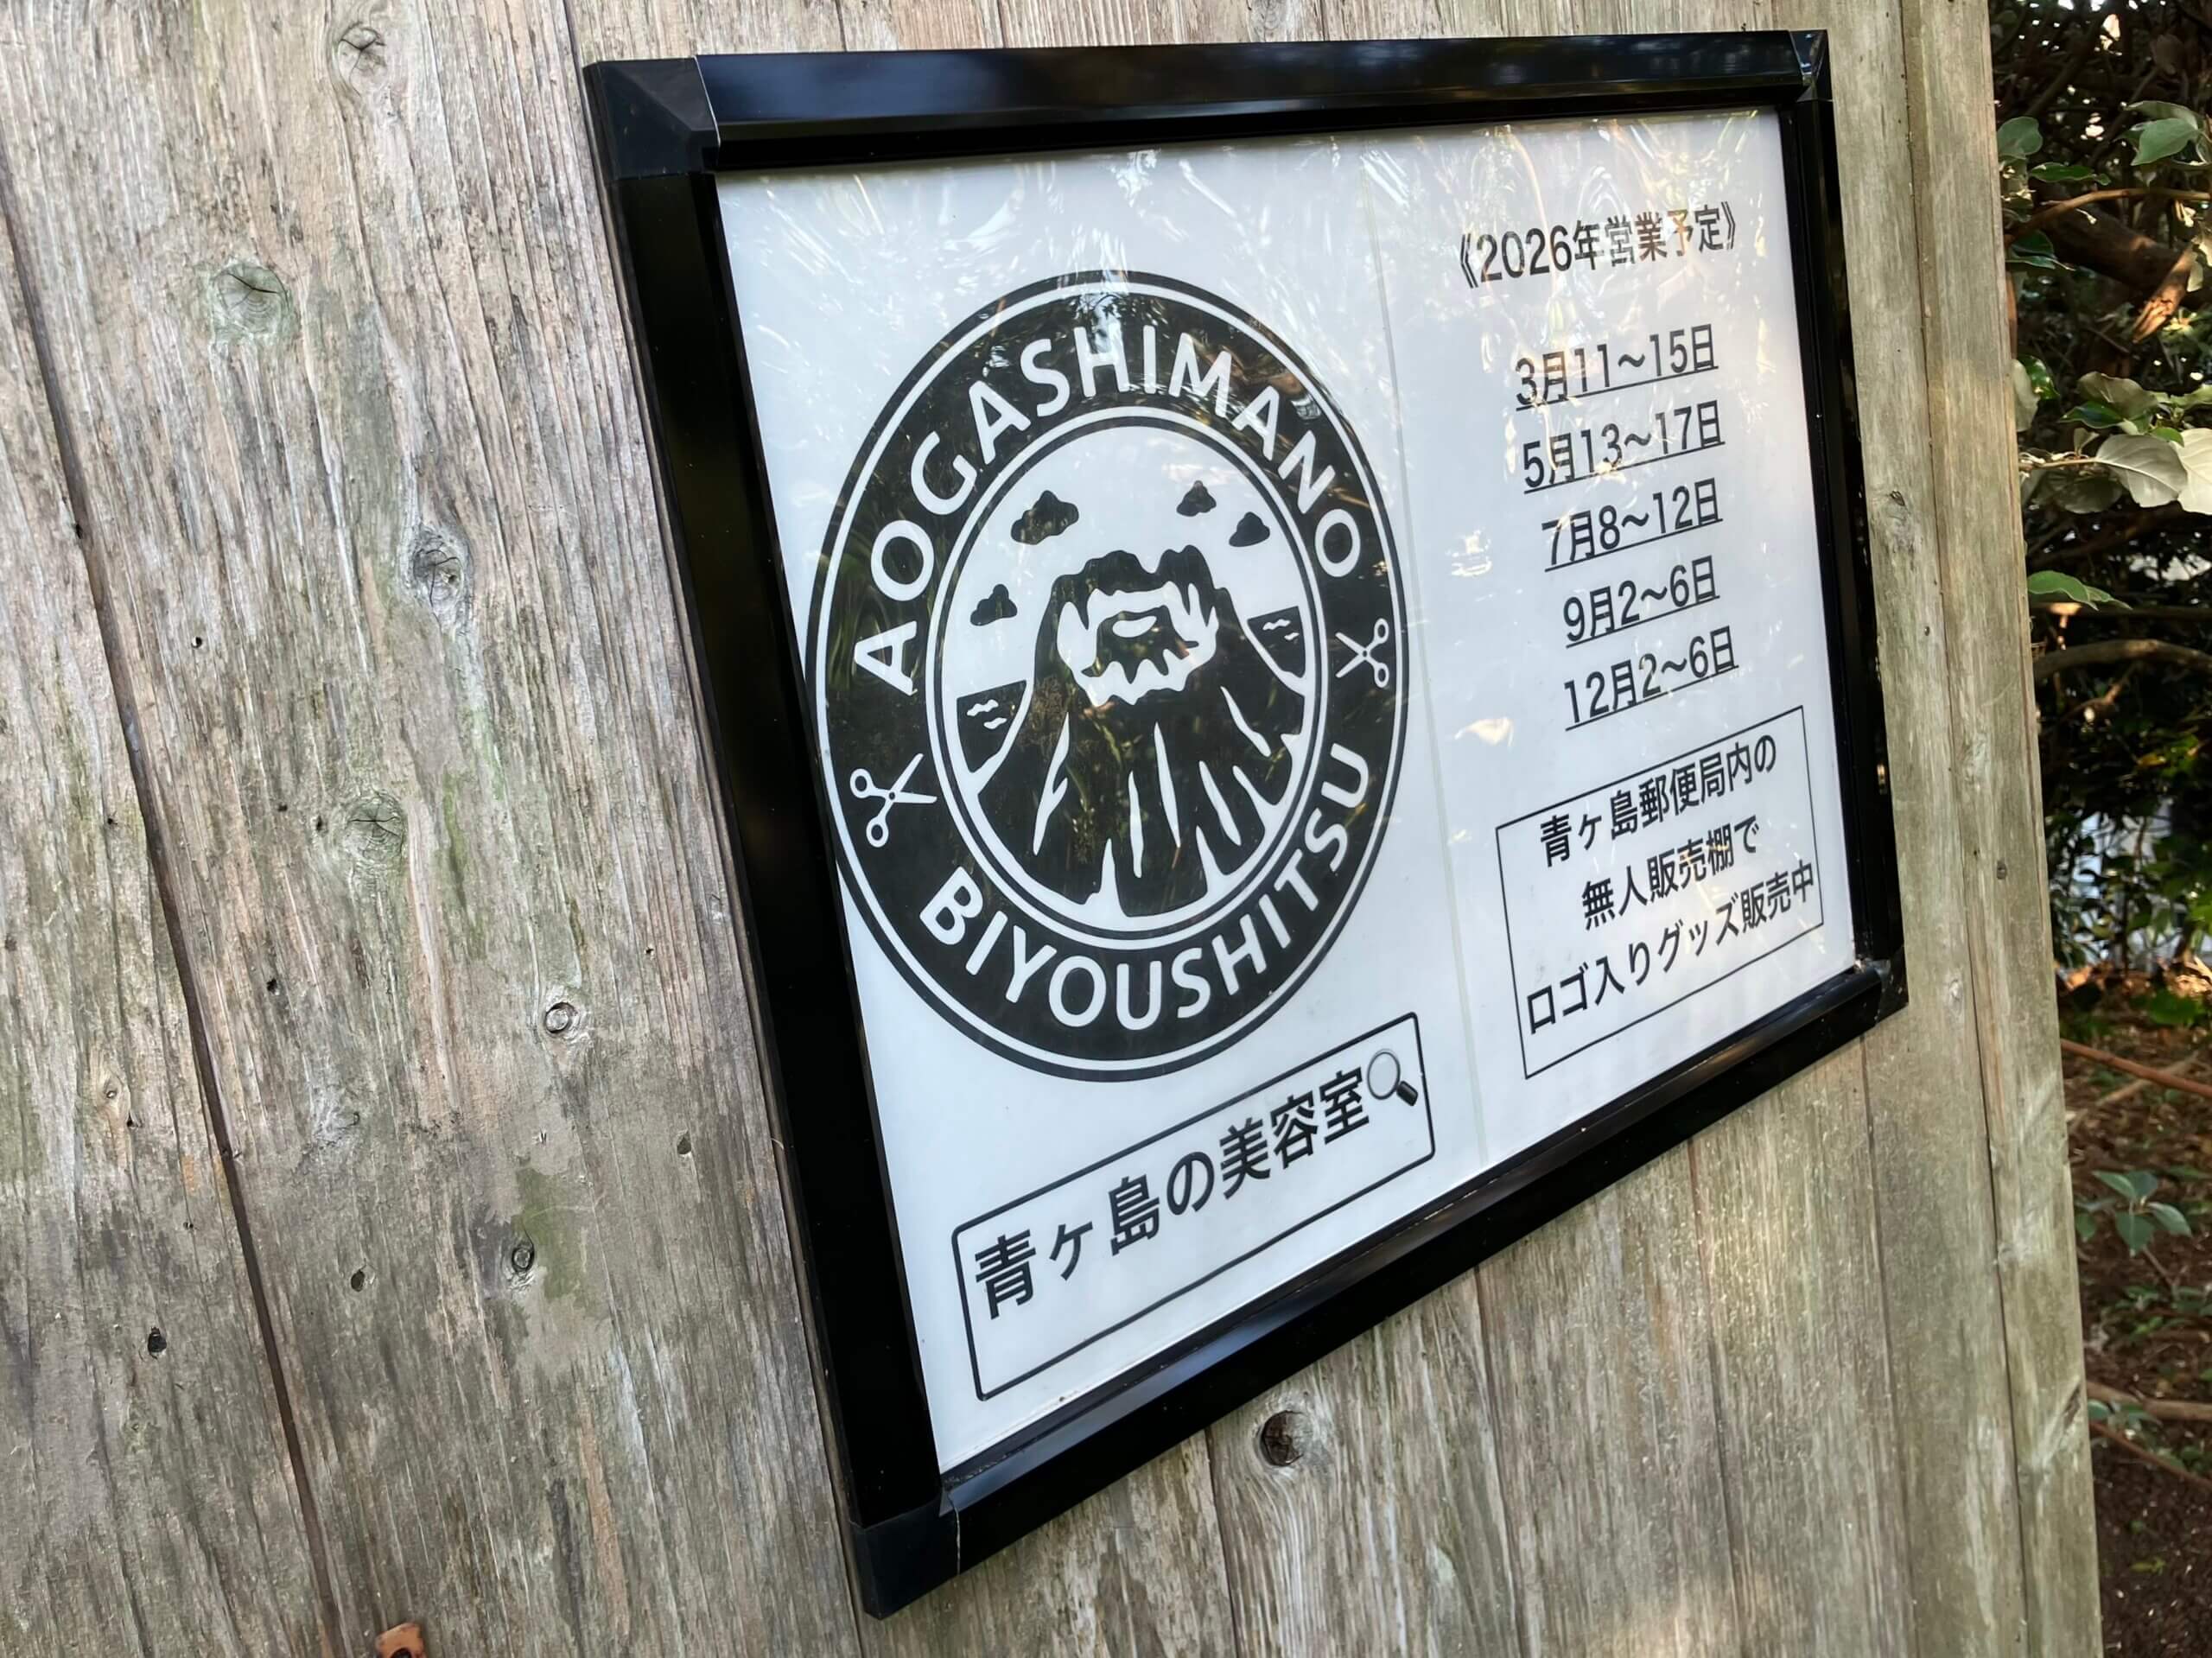 AOGASHIMANO
BIYOUSHITSU
青ヶ島の美容室
《2026年営業予定》
3月11~15日
5月13~17日
7月8~12日
9月2~6日
12月2~6日
青ヶ島郵便局内の
無人販売棚で
ロゴ入りグッズ販売中